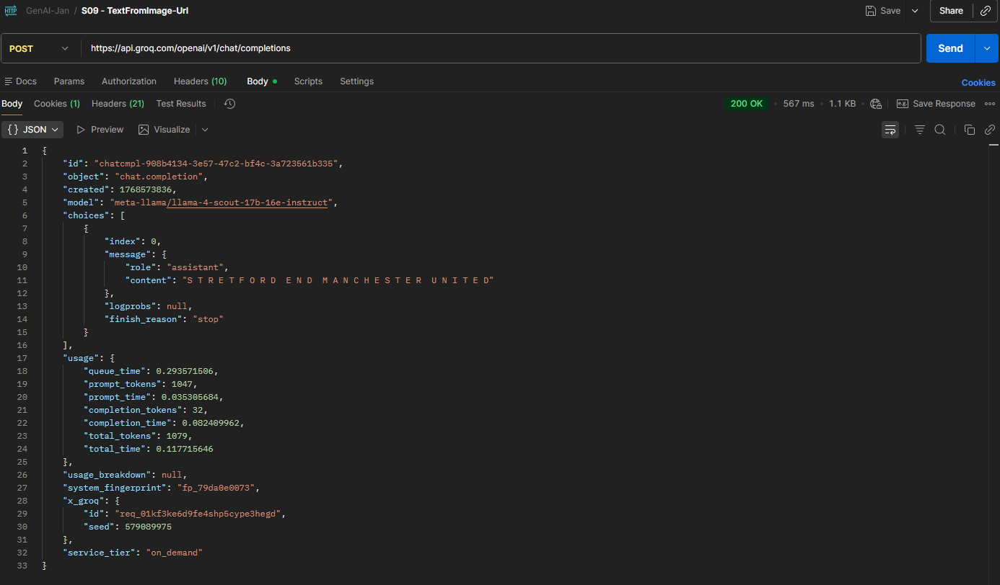 HTTP GenAI-Jan / S09 - TextFromImage-Url Save Share
POST https://api.groq.com/openai/v1/chat/completions Send
Docs Params Authorization Headers (10) Body Scripts Settings Cookies
Body Cookies (1) Headers (21) Test Results 200 OK • 567 ms • 1.1 KB • e.g. Save Response
{} JSON Preview Visualize
1 {
2 "id": "chatcmpl-908b4134-3e57-47c2-bf4c-3a723561b335",
3 "object": "chat.completion",
4 "created": 1768573836,
5 "model": "meta-llama/llama-4-scout-17b-16e-instruct",
6 "choices": [
7 {
8 "index": 0,
9 "message": {
10 "role": "assistant",
11 "content": "S T R E T F O R D  E N D  M A N C H E S T E R  U N I T E D"
12 },
13 "logprobs": null,
14 "finish_reason": "stop"
15 }
16 ],
17 "usage": {
18 "queue_time": 0.293571506,
19 "prompt_tokens": 1047,
20 "prompt_time": 0.035305684,
21 "completion_tokens": 32,
22 "completion_time": 0.082409962,
23 "total_tokens": 1079,
24 "total_time": 0.117715646
25 },
26 "usage_breakdown": null,
27 "system_fingerprint": "fp_79da0e0073",
28 "x_groq": {
29 "id": "req_01kf3ke6d9fe4shp5cype3hegd",
30 "seed": 579089975
31 },
32 "service_tier": "on_demand"
33 }